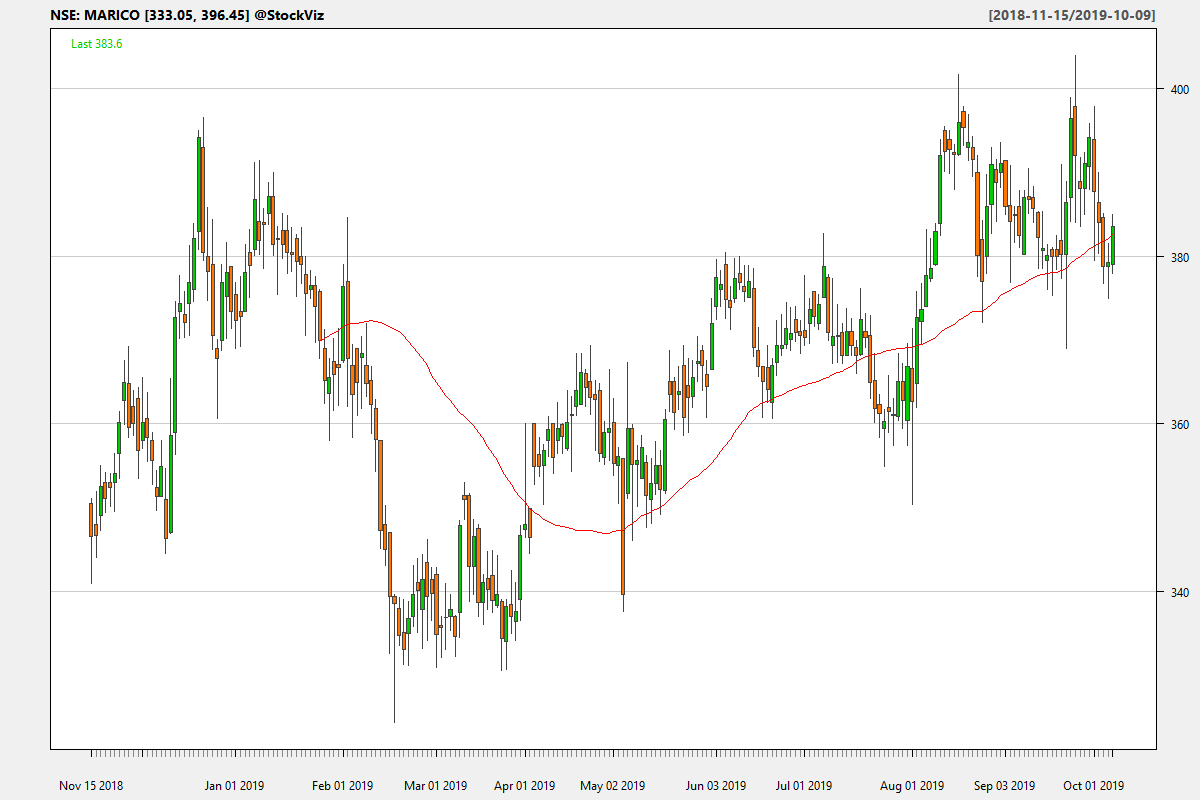 NSE: MARICO [333.05, 396.45] @StockViz
[2018-11-15/2019-10-09]
Last 383.6
400
380
360
340
Nov 15 2018
Jan 01 2019
Feb 01 2019
Mar 01 2019
Apr 01 2019
May 02 2019
Jun 03 2019
Jul 01 2019
Aug 01 2019
Sep 03 2019
Oct 01 2019